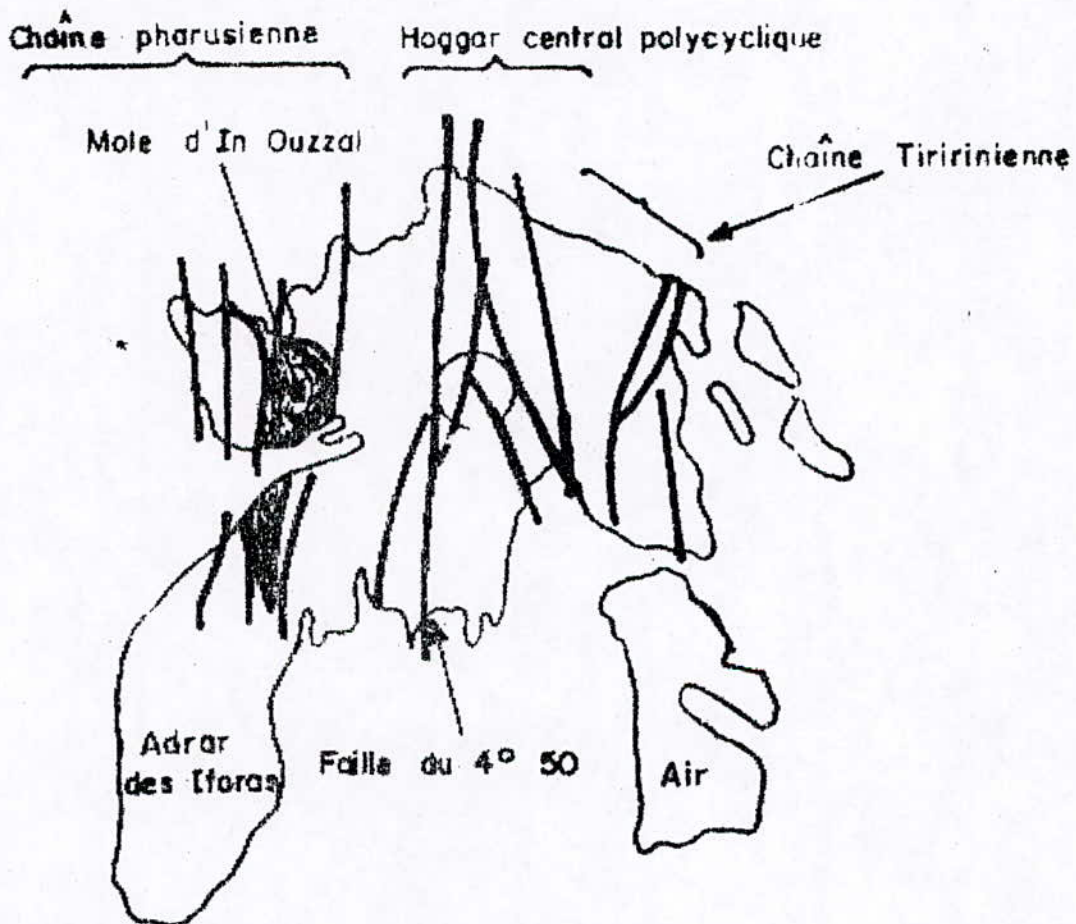 Chaîne pharusienne
Hoggar central polycyclique
Mole d'In Ouzzal
Chaîne Tiririnienne
Adrar
des Iforas
Faille du 4° 50
Air